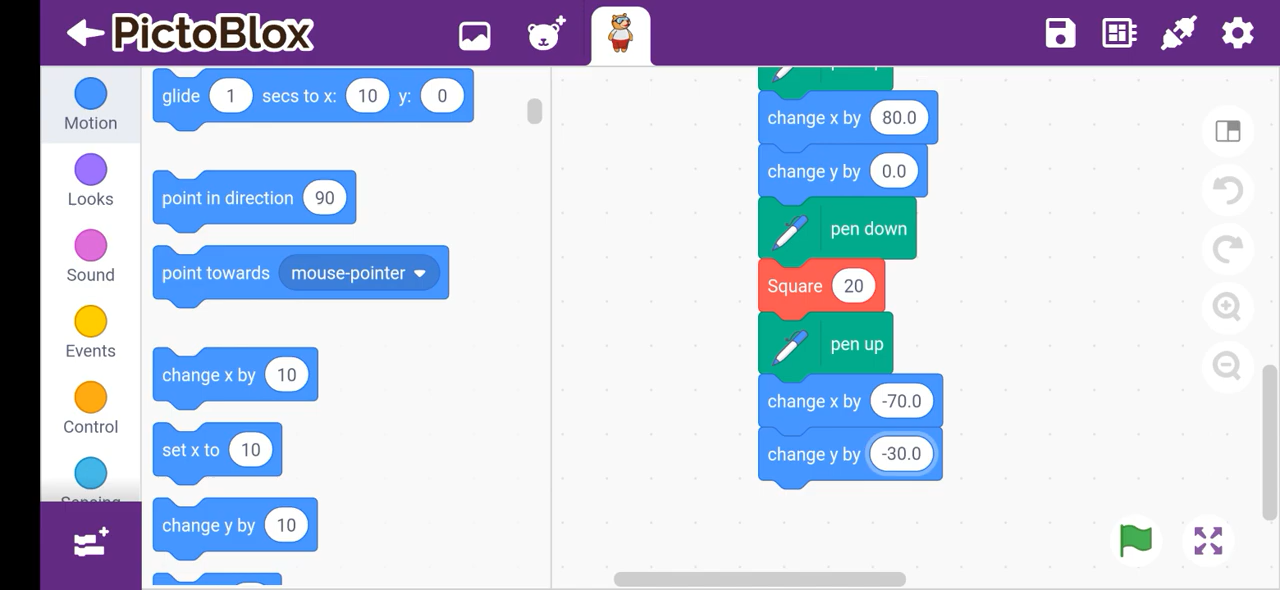 PictoBlox
Motion
Looks
Sound
Events
Control
glide 1 secs to x: 10 y: 0
point in direction 90
point towards mouse-pointer
change x by 10
set x to 10
change y by 10
change x by 80.0
change y by 0.0
pen down
Square 20
pen up
change x by -70.0
change y by -30.0